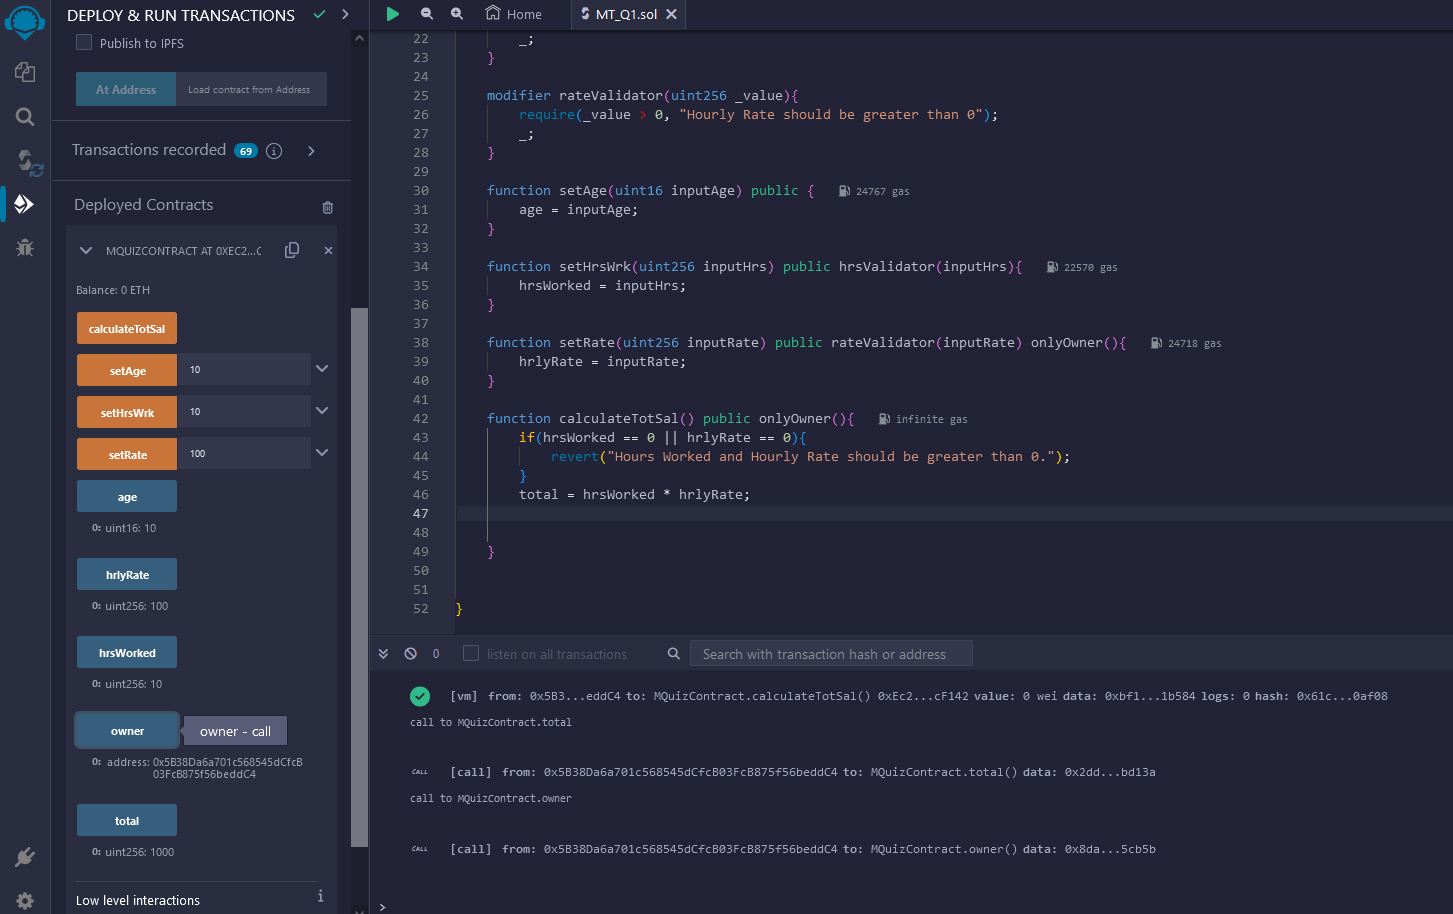 DEPLOY & RUN TRANSACTIONS
Publish to IPFS
At Address
Load contract from Address
Transactions recorded 69
Deployed Contracts
MQUIZCONTRACT AT 0XEC2...C
Balance: 0 ETH
calculateTotSal
setAge 10
setHrsWrk 10
setRate 100
age
0: uint16: 10
hrlyRate
0: uint256: 100
hrsWorked
0: uint256: 10
owner
owner - call
0: address: 0x5B38Da6a701c568545dCfcB
03FcB875f56beddC4
total
0: uint256: 1000
Low level interactions
Home
MT_Q1.sol
22 _;
23 }
24
25 modifier rateValidator(uint256 _value){
26 require(_value > 0, "Hourly Rate should be greater than 0");
27 _;
28 }
29
30 function setAge(uint16 inputAge) public { 24767 gas
31 age = inputAge;
32 }
33
34 function setHrsWrk(uint256 inputHrs) public hrsValidator(inputHrs){ 22570 gas
35 hrsWorked = inputHrs;
36 }
37
38 function setRate(uint256 inputRate) public rateValidator(inputRate) onlyOwner(){ 24718 gas
39 hrlyRate = inputRate;
40 }
41
42 function calculateTotSal() public onlyOwner(){ infinite gas
43 if(hrsWorked == 0 || hrlyRate == 0){
44 revert("Hours Worked and Hourly Rate should be greater than 0.");
45 }
46 total = hrsWorked * hrlyRate;
47
48
49 }
50
51
52 }
0 listen on all transactions
Search with transaction hash or address
[vm] from: 0x5B3...eddC4 to: MQuizContract.calculateTotSal() 0xEc2...cF142 value: 0 wei data: 0xbf1...1b584 logs: 0 hash: 0x61c...0af08
call to MQuizContract.total
CALL [call] from: 0x5B38Da6a701c568545dCfcB03FcB875f56beddC4 to: MQuizContract.total() data: 0x2dd...bd13a
call to MQuizContract.owner
CALL [call] from: 0x5B38Da6a701c568545dCfcB03FcB875f56beddC4 to: MQuizContract.owner() data: 0x8da...5cb5b
>